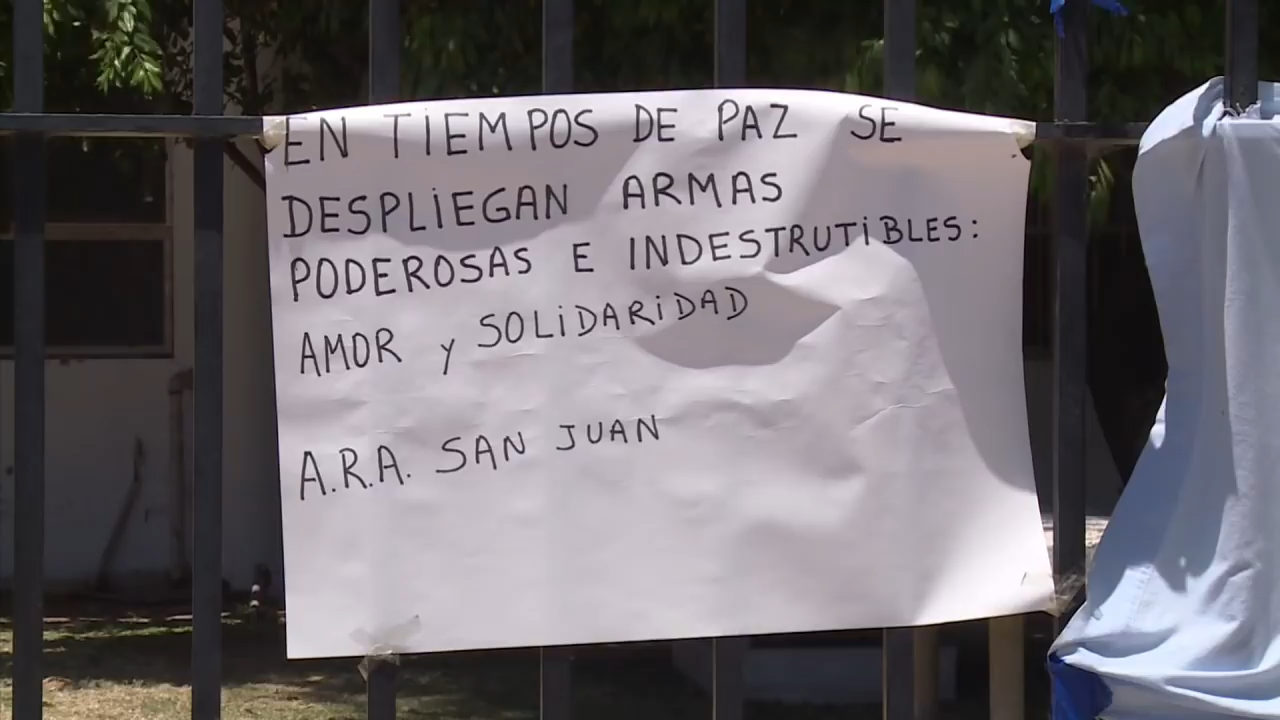 EN TIEMPOS DE PAZ SE
DESPLIEGAN ARMAS
PODEROSAS E INDESTRUTIBLES:
AMOR y SOLIDARIDAD
A.R.A. SAN JUAN